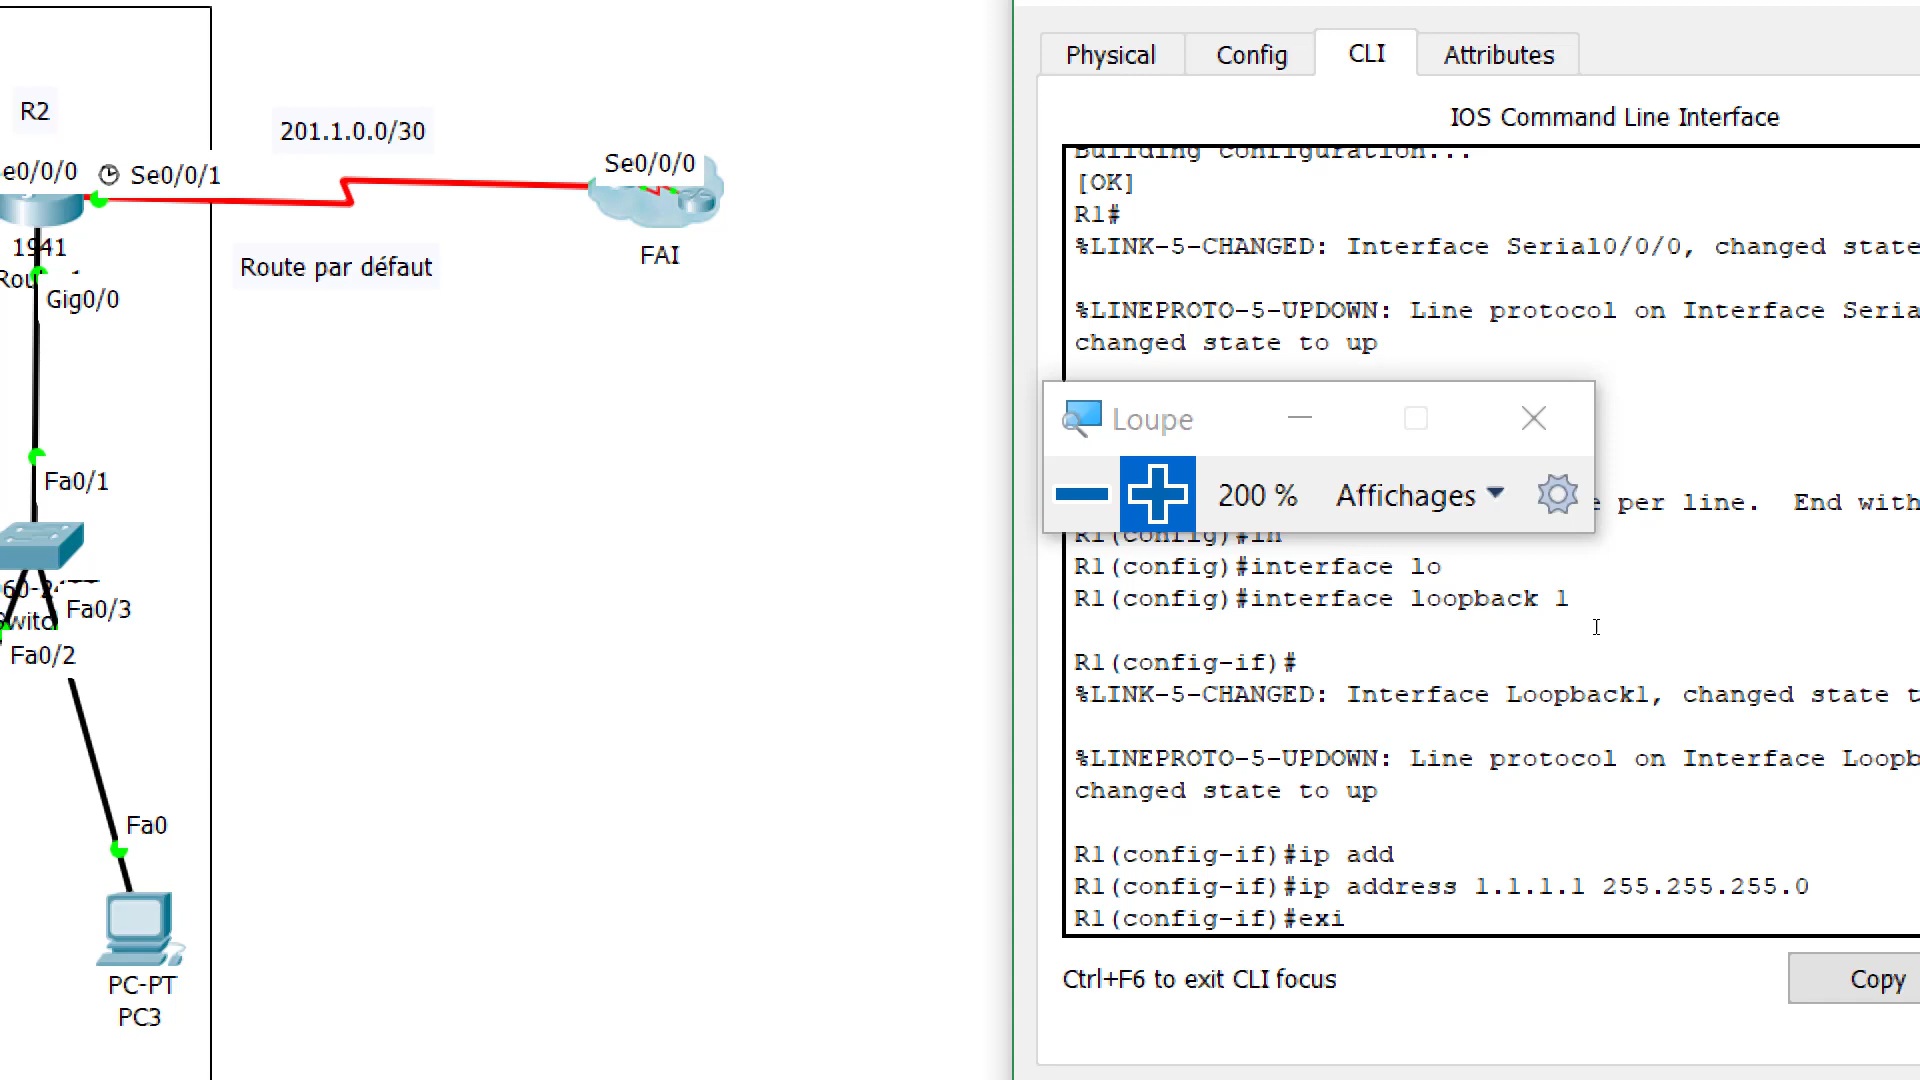 R2
201.1.0.0/30
e0/0/0
Se0/0/1
Se0/0/0
1941
FAI
Route par défaut
Gig0/0
Fa0/1
Fa0/3
Fa0/2
Fa0
PC-PT
PC3
Physical
Config
CLI
Attributes
IOS Command Line Interface
Building configuration...
[OK]
R1#
%LINK-5-CHANGED: Interface Serial0/0/0, changed state
%LINEPROTO-5-UPDOWN: Line protocol on Interface Seria
changed state to up
Loupe
200 %
Affichages
per line. End with
R1(config)#in
R1(config)#interface lo
R1(config)#interface loopback 1
R1(config-if)#
%LINK-5-CHANGED: Interface Loopback1, changed state t
%LINEPROTO-5-UPDOWN: Line protocol on Interface Loopb
changed state to up
R1(config-if)#ip add
R1(config-if)#ip address 1.1.1.1 255.255.255.0
R1(config-if)#exi
Ctrl+F6 to exit CLI focus
Copy